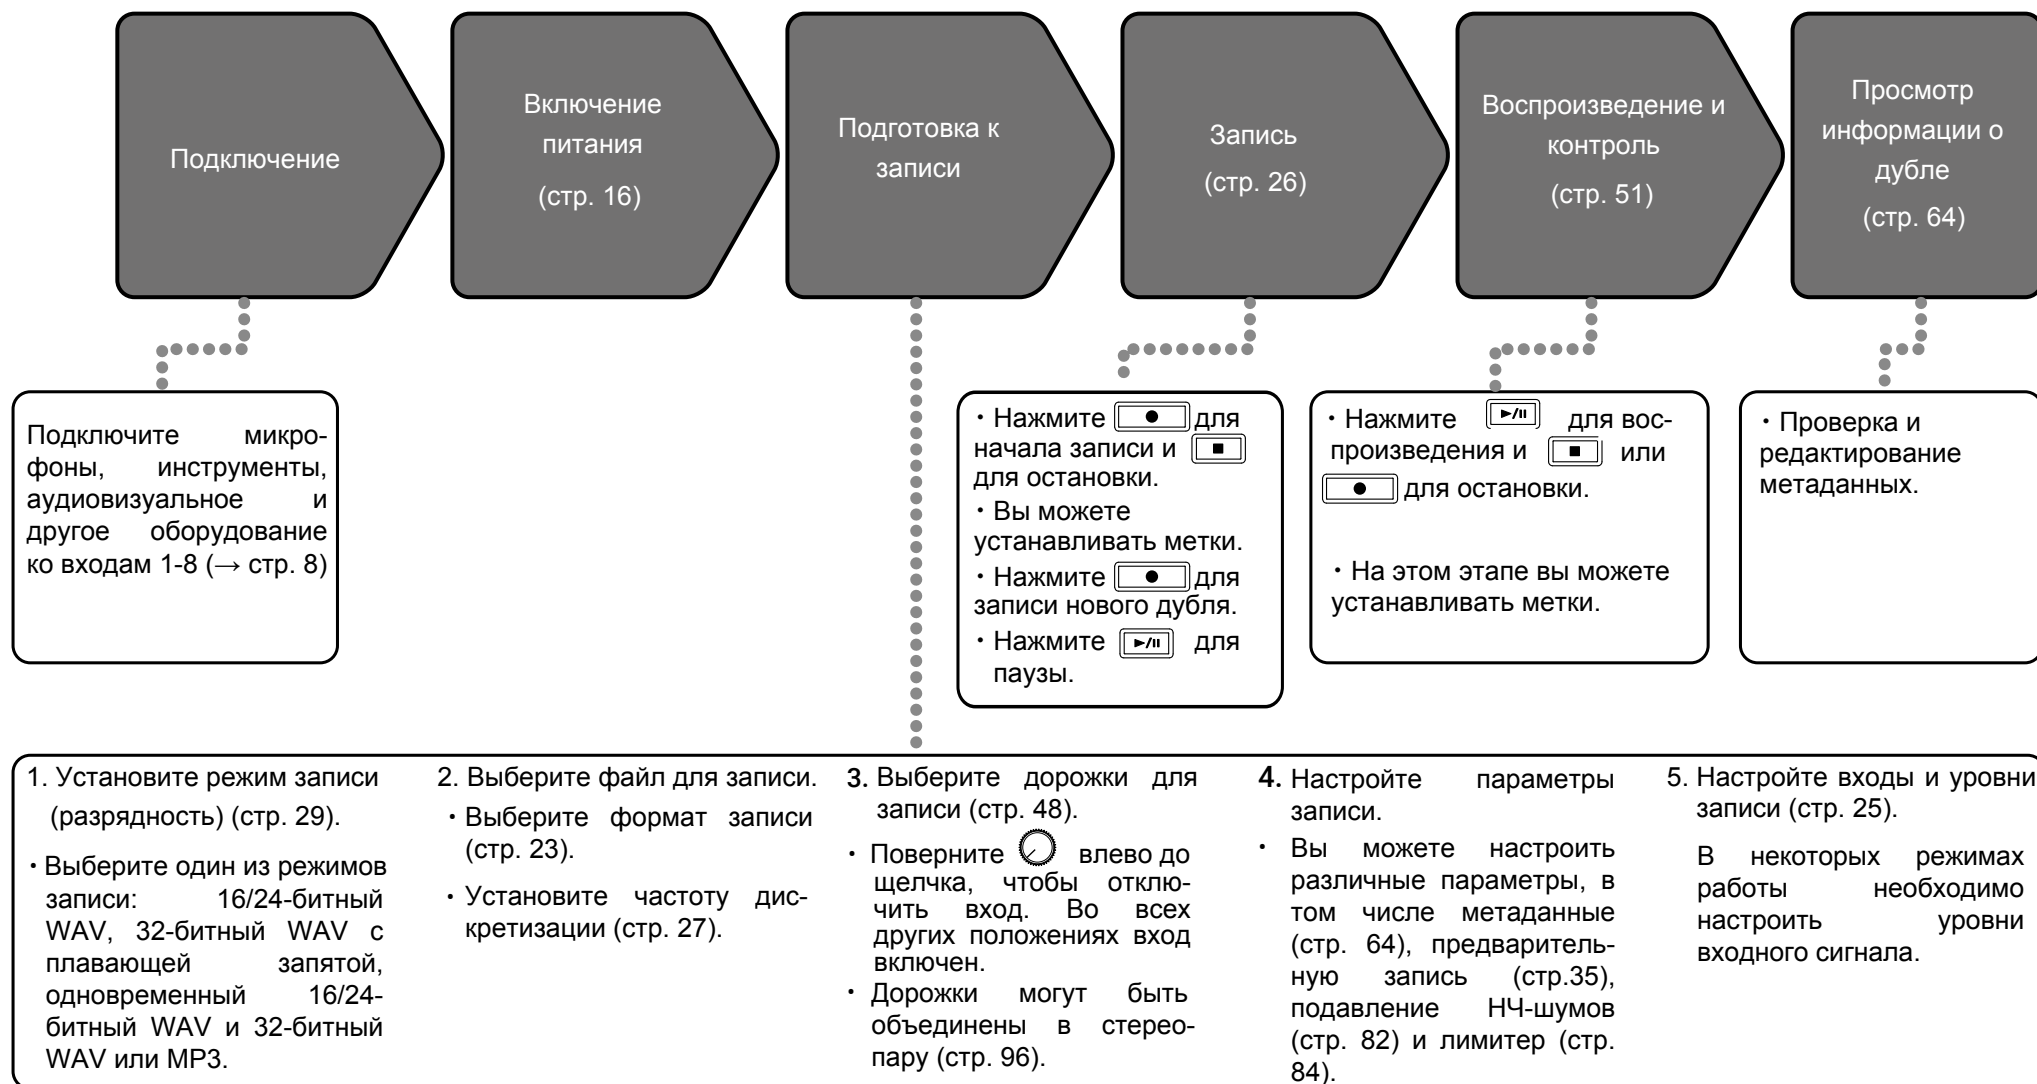 Подключение
Включение
питания
(стр. 16)
Подготовка к
записи
Запись
(стр. 26)
Воспроизведение и
контроль
(стр. 51)
Просмотр
информации о
дубле
(стр. 64)
Подключите микро-
фоны, инструменты,
аудиовизуальное и
другое оборудование
ко входам 1-8 (→ стр. 8)
· Нажмите для
начала записи и
для остановки.
· Вы можете
устанавливать метки.
· Нажмите для
записи нового дубля.
· Нажмите для
паузы.
· Нажмите для вос-
произведения и или
для остановки.
· На этом этапе вы можете
устанавливать метки.
· Проверка и
редактирование
метаданных.
1. Установите режим записи
(разрядность) (стр. 29).
· Выберите один из режимов
записи: 16/24-битный
WAV, 32-битный WAV с
плавающей запятой,
одновременный 16/24-
битный WAV и 32-битный
WAV или MP3.
2. Выберите файл для записи.
· Выберите формат записи
(стр. 23).
· Установите частоту дис-
кретизации (стр. 27).
3. Выберите дорожки для
записи (стр. 48).
· Поверните влево до
щелчка, чтобы отклю-
чить вход. Во всех
других положениях вход
включен.
· Дорожки могут быть
объединены в стерео-
пару (стр. 96).
4. Настройте параметры
записи.
· Вы можете настроить
различные параметры, в
том числе метаданные
(стр. 64), предваритель-
ную запись (стр.35),
подавление НЧ-шумов
(стр. 82) и лимитер (стр.
84).
5. Настройте входы и уровни
записи (стр. 25).
В некоторых режимах
работы необходимо
настроить уровни
входного сигнала.